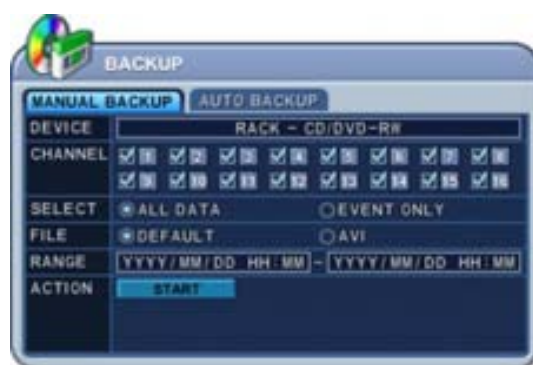 BACKUP
MANUAL BACKUP AUTO BACKUP
DEVICE RACK - CD/DVD-RW
CHANNEL 1 2 3 4 5 6 7 8
9 10 11 12 13 14 15 16
SELECT ALL DATA EVENT ONLY
FILE DEFAULT AVI
RANGE YYYY/MM/DD HH:MM - YYYY/MM/DD HH:MM
ACTION START